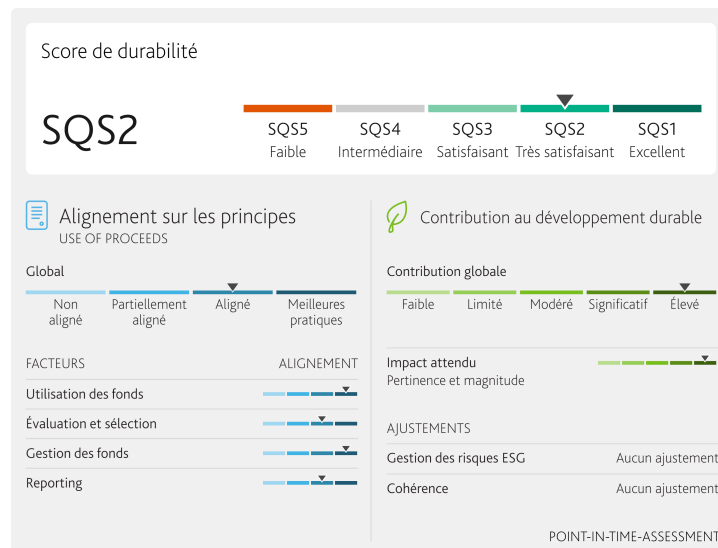 Score de durabilité
SQS2
SQS5
SQS4
SQS3
SQS2
SQS1
Faible
Intermédiaire
Satisfaisant
Très satisfaisant
Excellent
Alignement sur les principes
USE OF PROCEEDS
Global
Non
aligné
Partiellement
aligné
Aligné
Meilleures
pratiques
FACTEURS
ALIGNEMENT
Utilisation des fonds
Évaluation et sélection
Gestion des fonds
Reporting
Contribution au développement durable
Contribution globale
Faible
Limité
Modéré
Significatif
Élevé
Impact attendu
Pertinence et magnitude
AJUSTEMENTS
Gestion des risques ESG
Aucun ajustement
Cohérence
Aucun ajustement
POINT-IN-TIME-ASSESSMENT